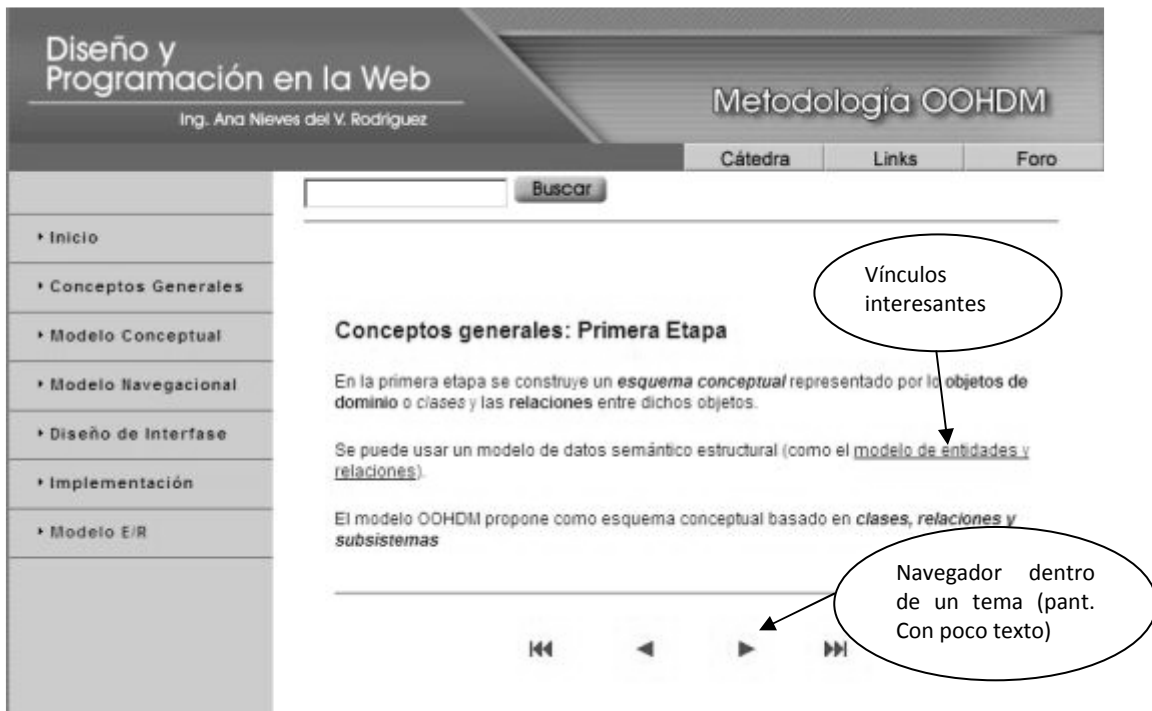 Diseño y
Programación en la Web
Ing. Ana Nieves del V. Rodriguez
Metodología OOHDM
Cátedra
Links
Foro
Buscar
Inicio
Conceptos Generales
Modelo Conceptual
Modelo Navegacional
Diseño de Interfase
Implementación
Modelo E/R
Vínculos
interesantes
Conceptos generales: Primera Etapa
En la primera etapa se construye un esquema conceptual representado por lo objetos de
dominio o clases y las relaciones entre dichos objetos.
Se puede usar un modelo de datos semántico estructural (como el modelo de entidades y
relaciones).
El modelo OOHDM propone como esquema conceptual basado en clases, relaciones y
subsistemas
Navegador dentro
de un tema (pant.
Con poco texto)